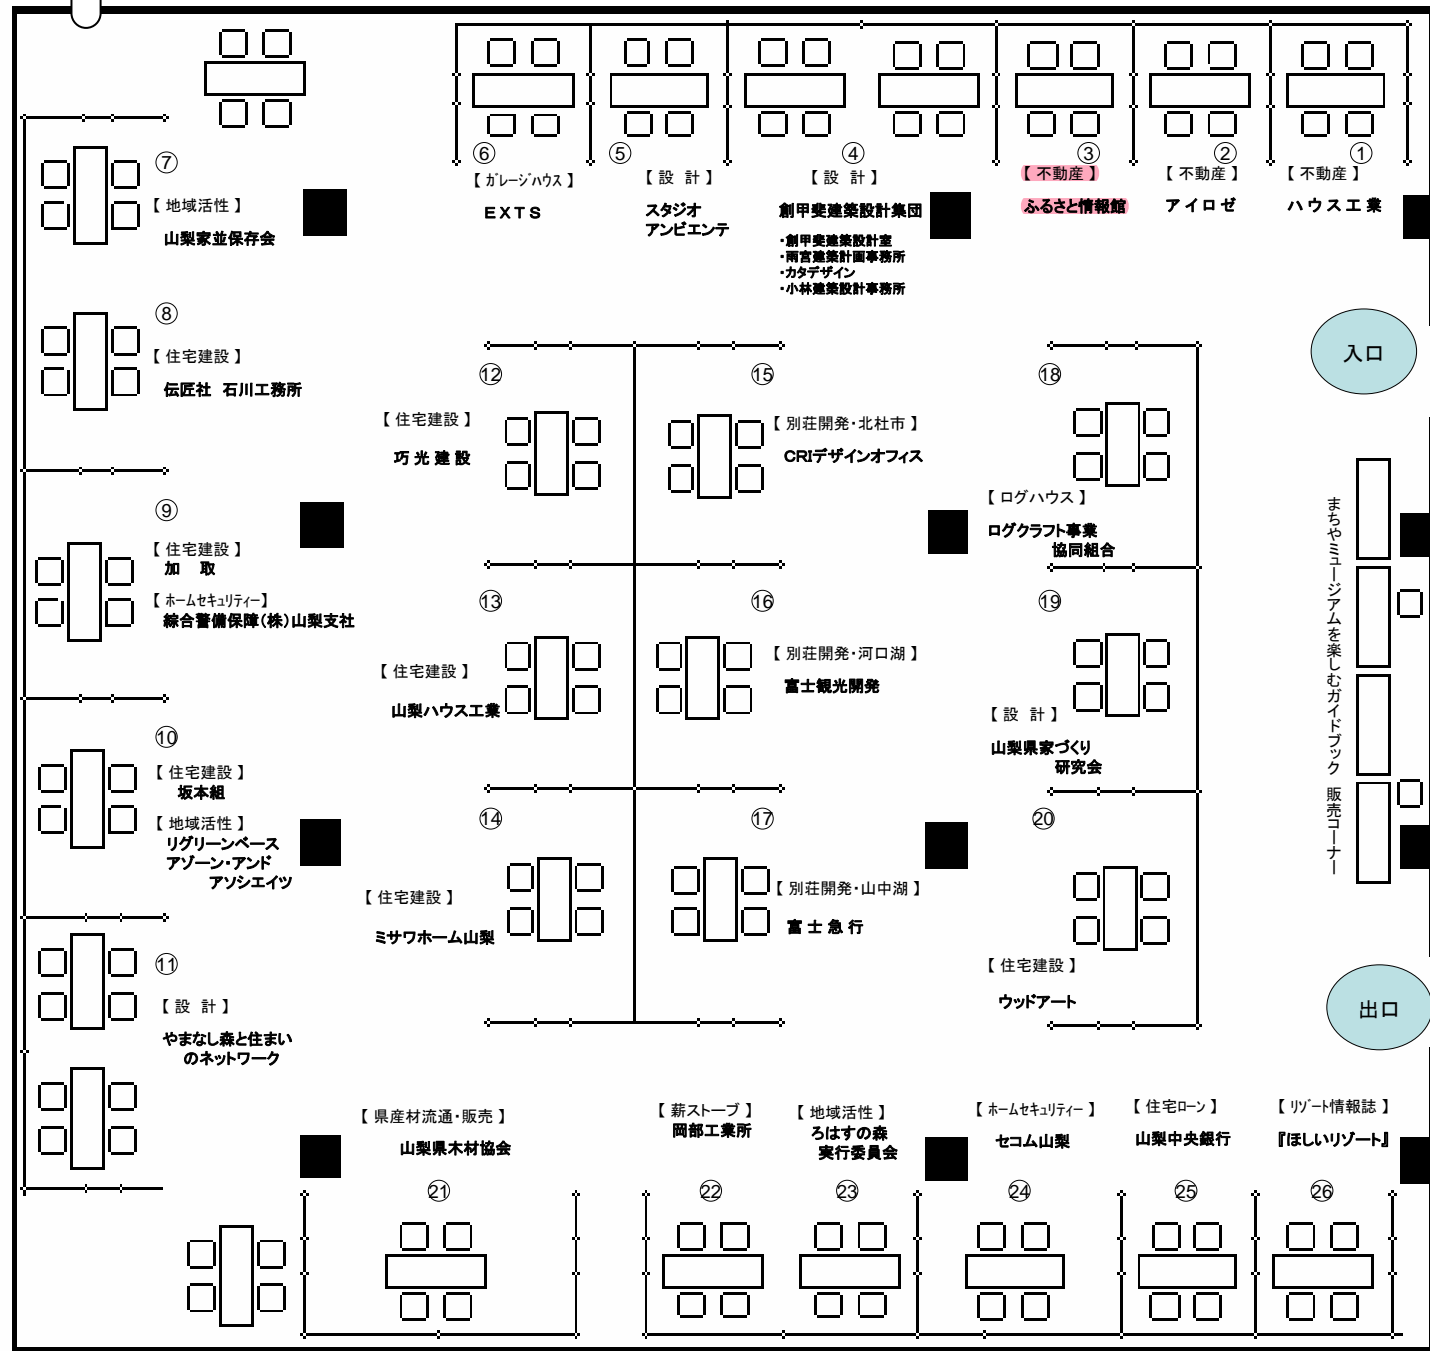 ⑥
【 ガレージハウス 】
EXTS
⑤
【 設 計 】
スタジオ
アンビエンテ
④
【 設 計 】
創甲斐建築設計集団
・創甲斐建築設計室
・雨宮建築計画事務所
・カタデザイン
・小林建築設計事務所
③
【 不動産 】
ふるさと情報館
②
【 不動産 】
アイロゼ
①
【 不動産 】
ハウス工業
⑦
【 地域活性 】
山梨家並保存会
⑧
【 住宅建設 】
伝匠社 石川工務所
⑨
【 住宅建設 】
加 取
【 ホームセキュリティー】
綜合警備保障(株)山梨支社
⑩
【 住宅建設 】
坂本組
【 地域活性 】
リグリーンベース
アゾーン・アンド
アソシエイツ
⑪
【 設 計 】
やまなし森と住まい
のネットワーク
⑫
【 住宅建設 】
巧光建設
⑬
【 住宅建設 】
山梨ハウス工業
⑭
【 住宅建設 】
ミサワホーム山梨
⑮
【 別荘開発・北杜市 】
CRIデザインオフィス
⑯
【 別荘開発・河口湖 】
富士観光開発
⑰
【 別荘開発・山中湖 】
富士急行
⑱
【 ログハウス 】
ログクラフト事業
協同組合
⑲
【 設 計 】
山梨県家づくり
研究会
⑳
【 住宅建設 】
ウッドアート
入口
まちやミュージアムを楽しむガイドブック 販売コーナー
出口
【 県産材流通・販売 】
山梨県木材協会
㉑
【 薪ストーブ 】
岡部工業所
㉒
【 地域活性 】
ろはすの森
実行委員会
㉓
【 ホームセキュリティー 】
セコム山梨
㉔
【 住宅ローン 】
山梨中央銀行
㉕
【 リゾート情報誌 】
『ほしいリゾート』
㉖